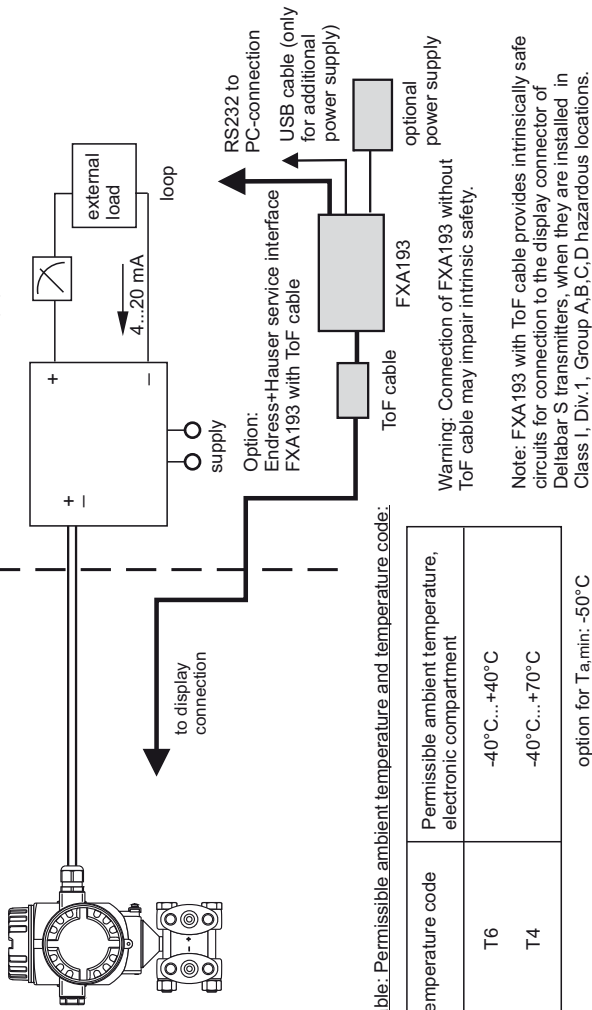 +
–
+
–
supply
4...20 mA
external
load
loop
to display
connection
Option:
Endress+Hauser service interface
FXA193 with ToF cable
RS232 to
PC-connection
USB cable (only
for additional
power supply)
ToF cable
FXA193
optional
power supply
+
–
Warning: Connection of FXA193 without
ToF cable may impair intrinsic safety.
Note: FXA193 with ToF cable provides intrinsically safe
circuits for connection to the display connector of
Deltabar S transmitters, when they are installed in
Class I, Div.1, Group A,B,C,D hazardous locations.
ble: Permissible ambient temperature and temperature code:
emperature code
Permissible ambient temperature,
electronic compartment
T6
-40°C...+40°C
T4
-40°C...+70°C
option for Ta,min: -50°C